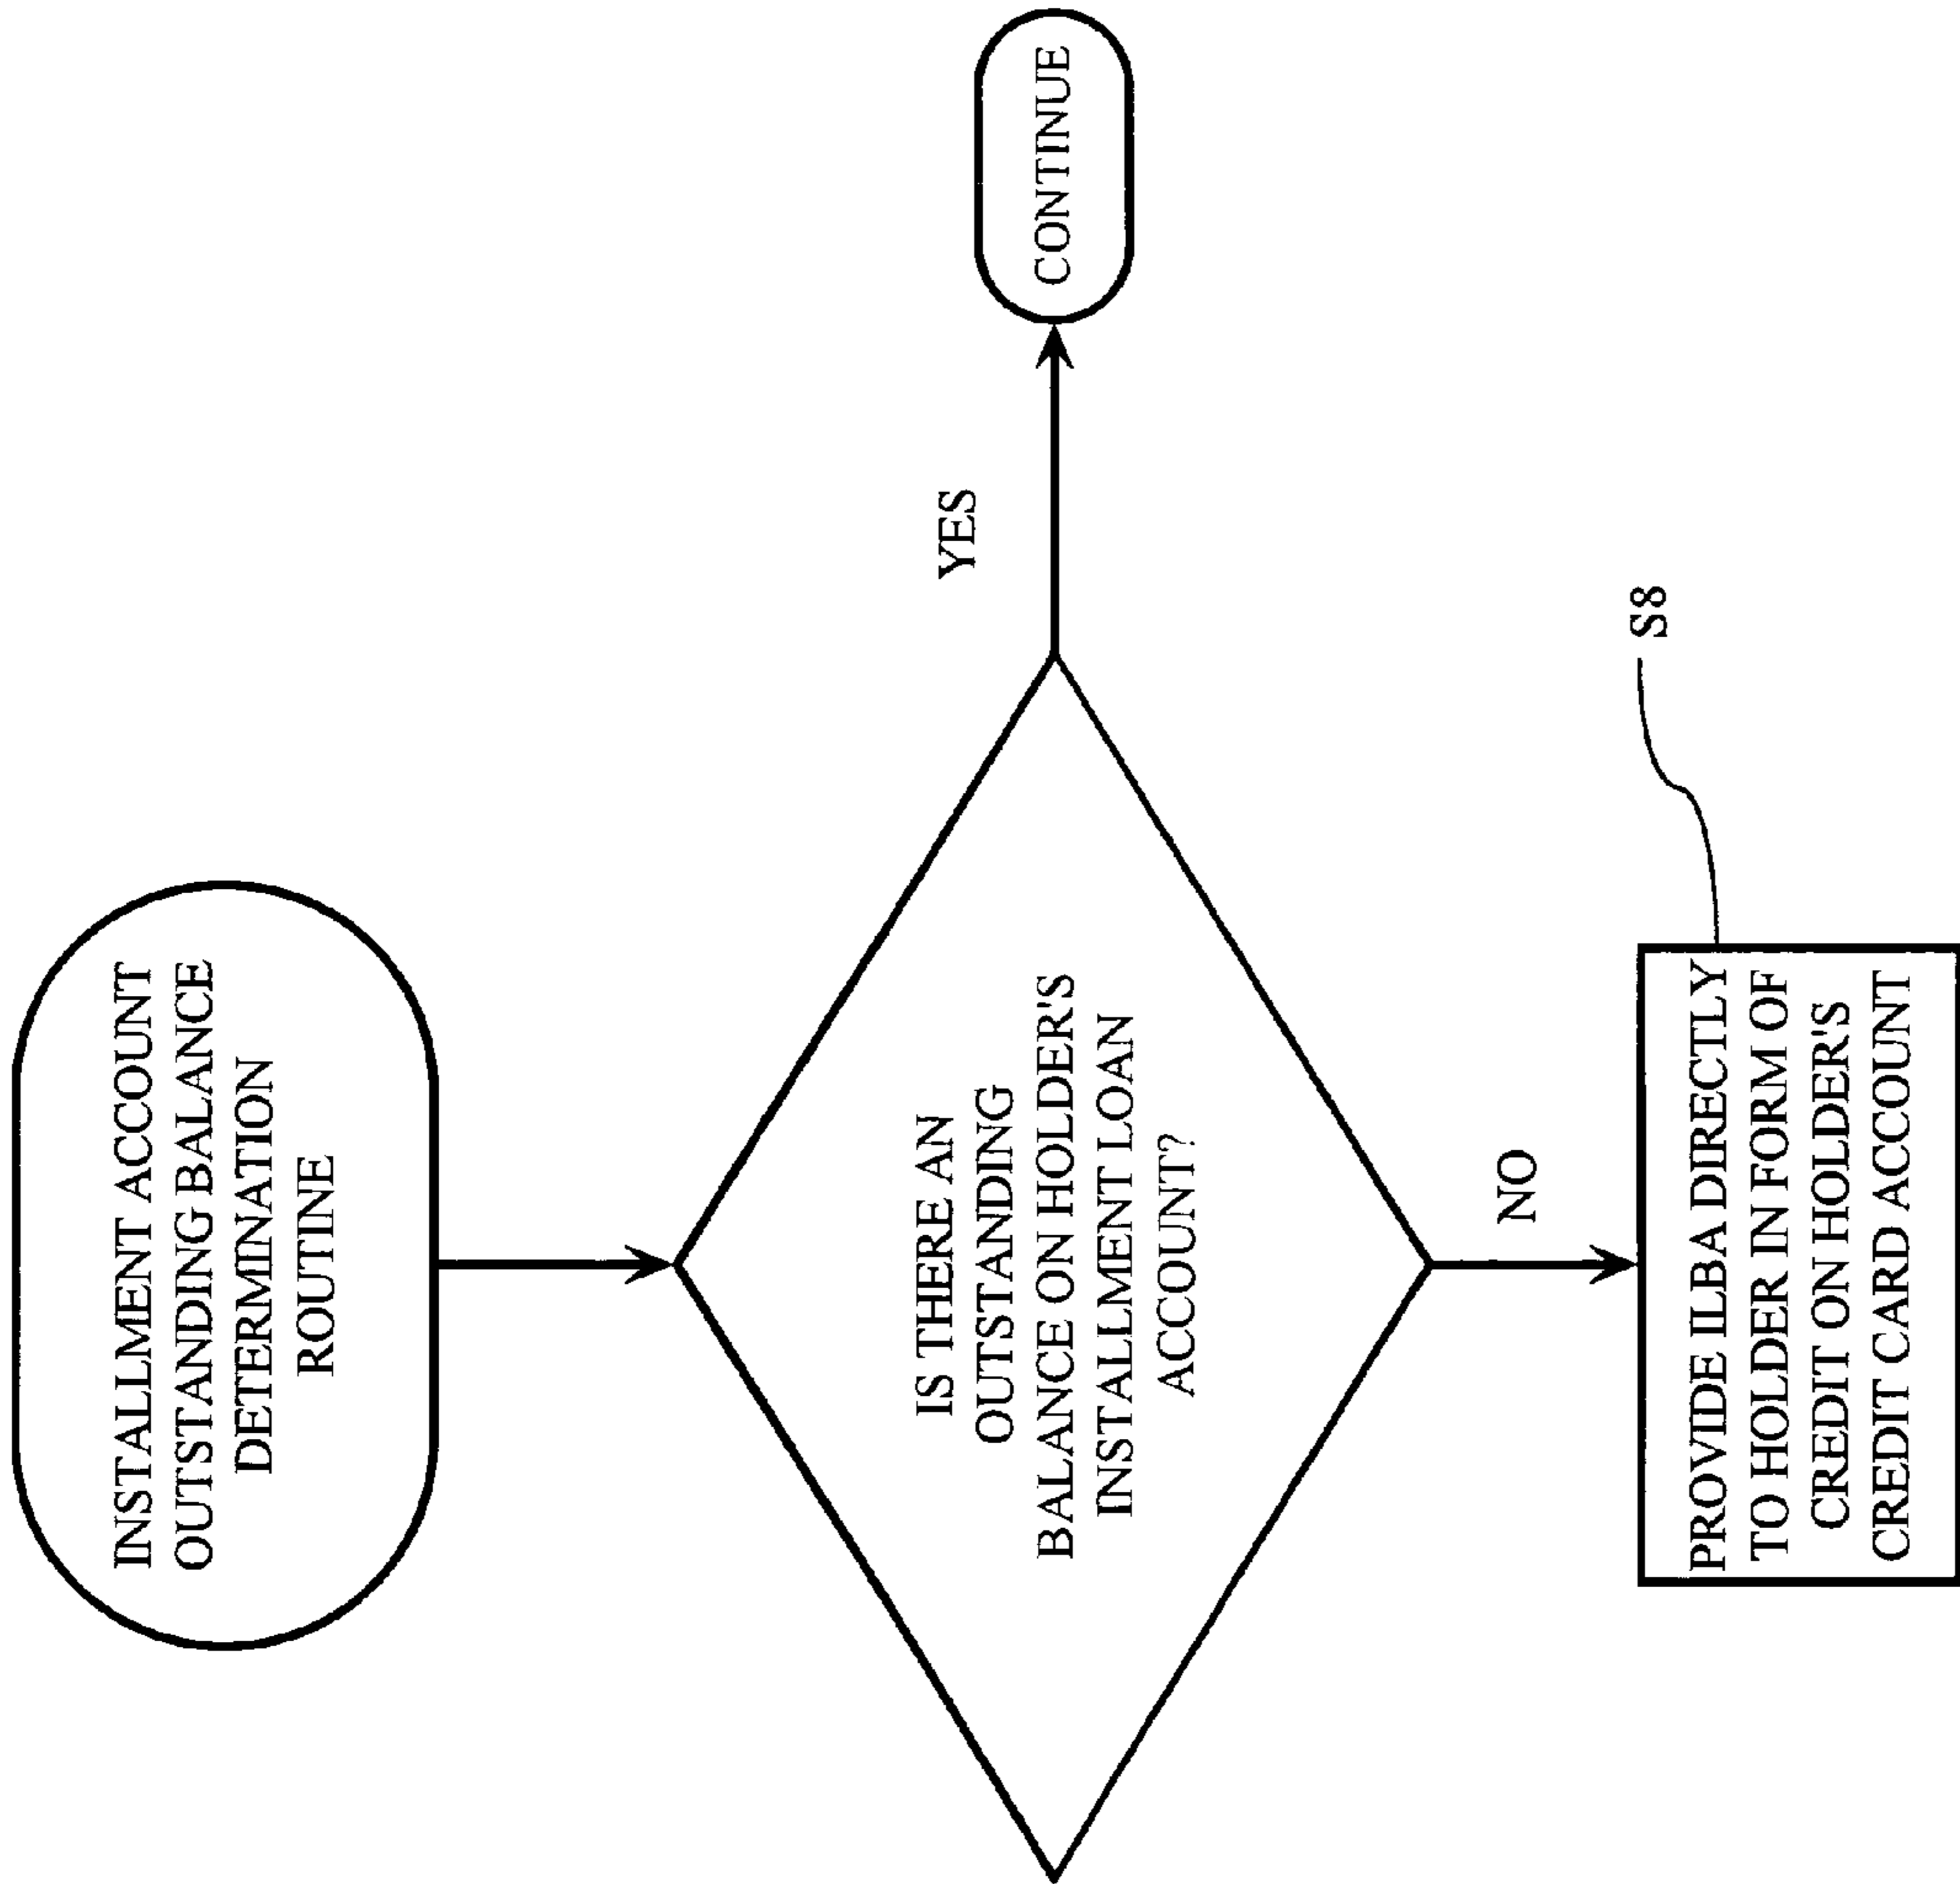 INSTALLMENT ACCOUNT
OUTSTANDING BALANCE
DETERMINATION
ROUTINE
IS THERE AN
OUTSTANDING
BALANCE ON HOLDER'S
INSTALLMENT LOAN
ACCOUNT?
YES
CONTINUE
NO
S8
PROVIDE ILBA DIRECTLY
TO HOLDER IN FORM OF
CREDIT ON HOLDER'S
CREDIT CARD ACCOUNT